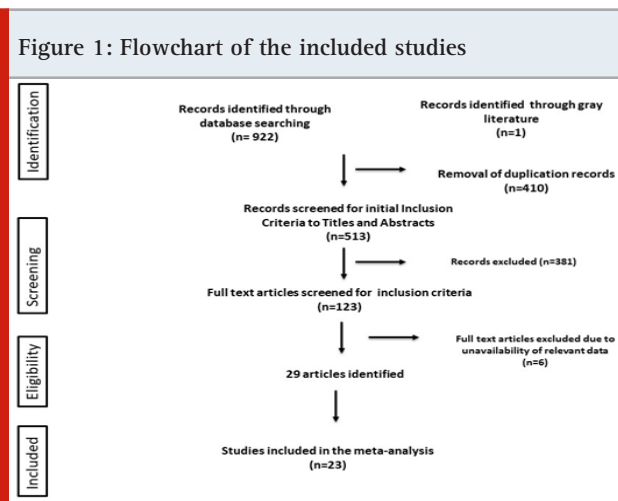 Figure 1: Flowchart of the included studies
Identification
Records identified through
database searching
(n= 922)
Records identified through gray
literature
(n=1)
Removal of duplication records
(n=410)
Screening
Records screened for initial Inclusion
Criteria to Titles and Abstracts
(n=513)
Records excluded (n=381)
Full text articles screened for inclusion criteria
(n=123)
Eligibility
Full text articles excluded due to
unavailability of relevant data
(n=6)
29 articles identified
Included
Studies included in the meta-analysis
(n=23)